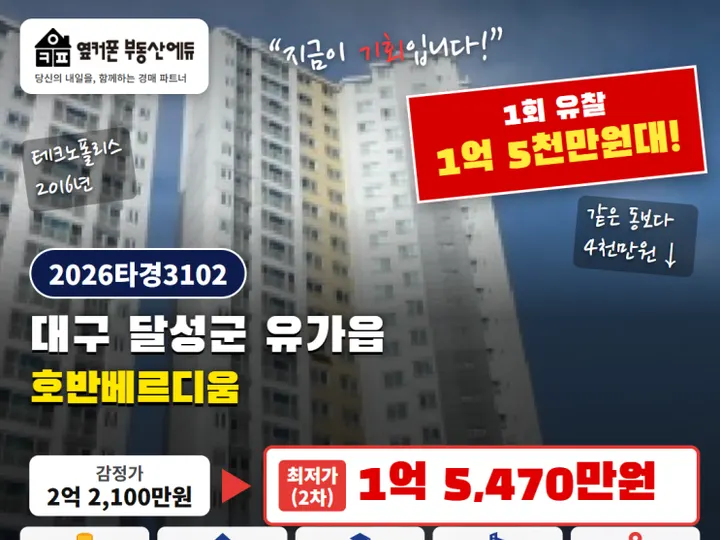 옆커폰 부동산에듀
당신의 내일을, 함께하는 경매 파트너
“지금이 기회입니다!”
1회 유찰
1억 5천만원대!
테크노폴리스
2016년
같은 동보다
4천만원 ↓
2026타경3102
대구 달성군 유가읍
호반베르디움
감정가
2억 2,100만원
최저가
(2차)
1억 5,470만원